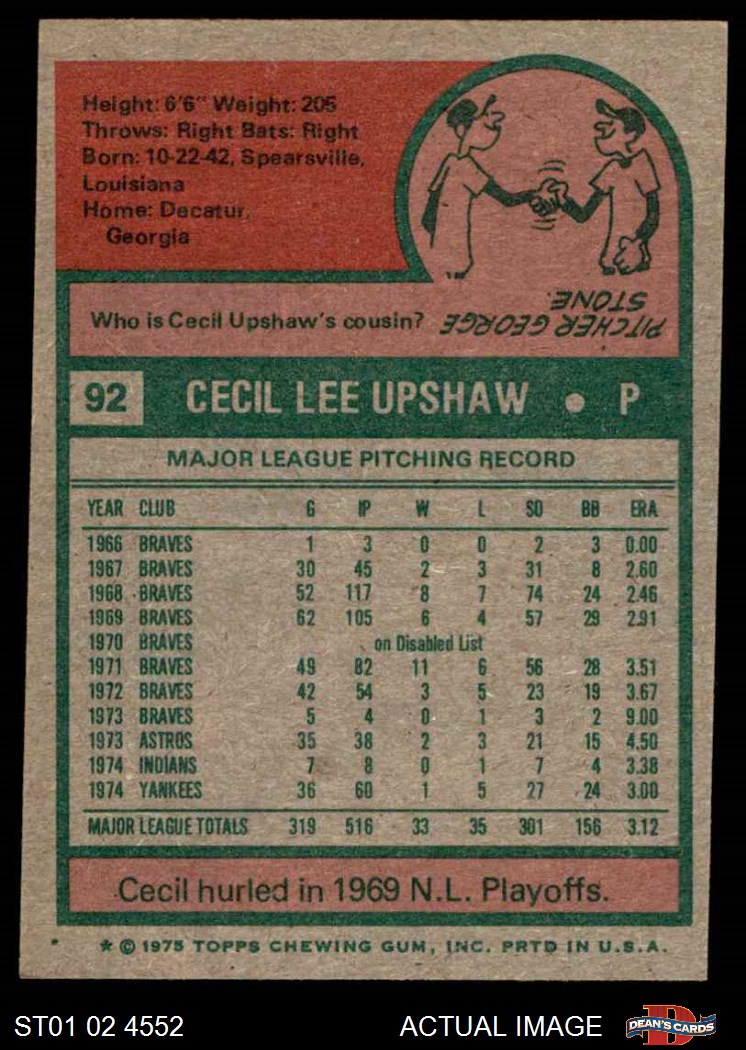 Height: 6'6" Weight: 205
Throws: Right Bats: Right
Born: 10-22-42, Spearsville,
Louisiana
Home: Decatur,
Georgia
Who is Cecil Upshaw's cousin?
PITCHER GEORGE
STONE.
92 CECIL LEE UPSHAW • P
MAJOR LEAGUE PITCHING RECORD
YEAR CLUB G IP W L SO BB ERA
1966 BRAVES 1 3 0 0 2 3 0.00
1967 BRAVES 30 45 2 3 31 8 2.60
1968 BRAVES 52 117 8 7 74 24 2.46
1969 BRAVES 62 105 6 4 57 29 2.91
1970 BRAVES on Disabled List
1971 BRAVES 49 82 11 6 56 28 3.51
1972 BRAVES 42 54 3 5 23 19 3.67
1973 BRAVES 5 4 0 1 3 2 9.00
1973 ASTROS 35 38 2 3 21 15 4.50
1974 INDIANS 7 8 0 1 7 4 3.38
1974 YANKEES 36 60 1 5 27 24 3.00
MAJOR LEAGUE TOTALS 319 516 33 35 301 156 3.12
Cecil hurled in 1969 N.L. Playoffs.
* © 1975 TOPPS CHEWING GUM, INC. PRTD IN U.S.A.
ST01 02 4552 ACTUAL IMAGE D DEAN'S CARDS